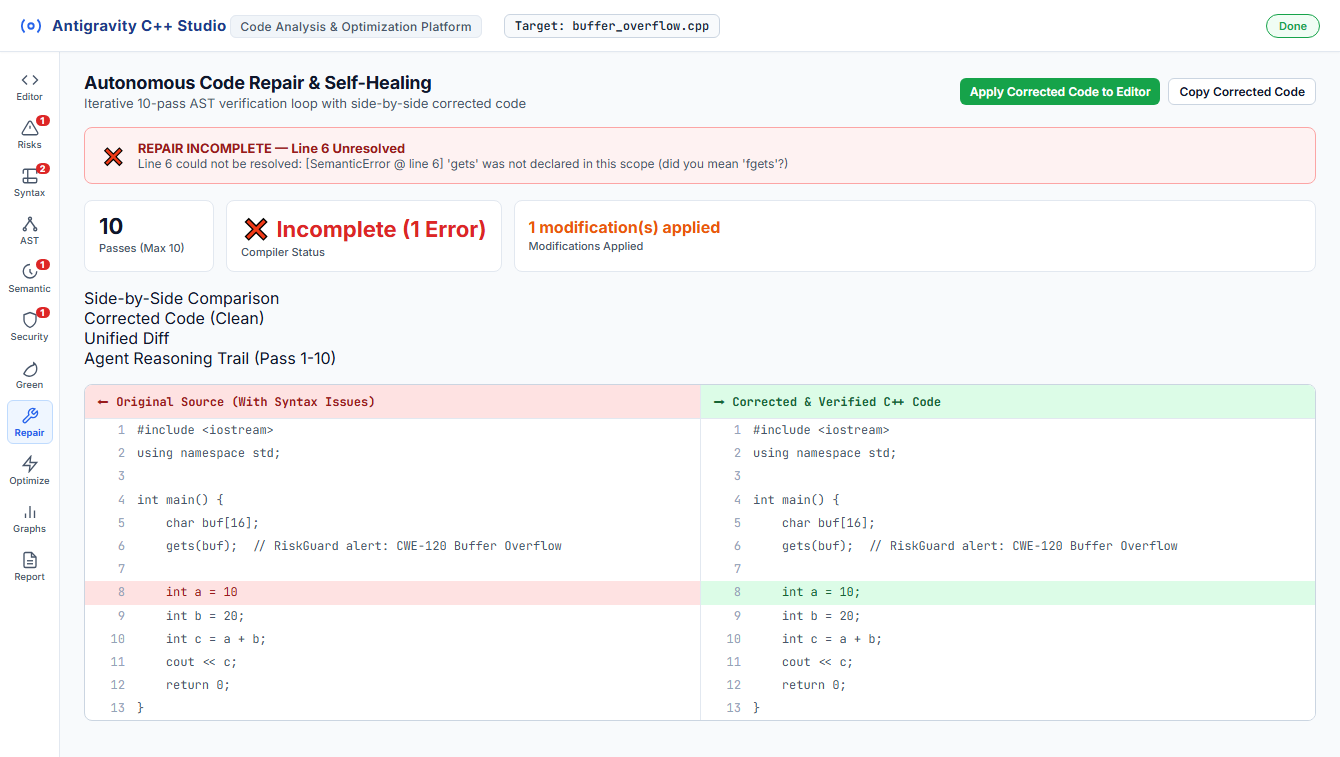 Antigravity C++ Studio
Code Analysis & Optimization Platform
Target: buffer_overflow.cpp
Done
Editor
1
Risks
2
Syntax
AST
1
Semantic
1
Security
Green
Repair
Optimize
Graphs
Report
Autonomous Code Repair & Self-Healing
Iterative 10-pass AST verification loop with side-by-side corrected code
Apply Corrected Code to Editor
Copy Corrected Code
REPAIR INCOMPLETE — Line 6 Unresolved
Line 6 could not be resolved: [SemanticError @ line 6] 'gets' was not declared in this scope (did you mean 'fgets'?)
10
Passes (Max 10)
Incomplete (1 Error)
Compiler Status
1 modification(s) applied
Modifications Applied
Side-by-Side Comparison
Corrected Code (Clean)
Unified Diff
Agent Reasoning Trail (Pass 1-10)
← Original Source (With Syntax Issues)
1 #include <iostream>
2 using namespace std;
3
4 int main() {
5     char buf[16];
6     gets(buf);  // RiskGuard alert: CWE-120 Buffer Overflow
7
8     int a = 10
9     int b = 20;
10     int c = a + b;
11     cout << c;
12     return 0;
13 }
→ Corrected & Verified C++ Code
1 #include <iostream>
2 using namespace std;
3
4 int main() {
5     char buf[16];
6     gets(buf);  // RiskGuard alert: CWE-120 Buffer Overflow
7
8     int a = 10;
9     int b = 20;
10     int c = a + b;
11     cout << c;
12     return 0;
13 }